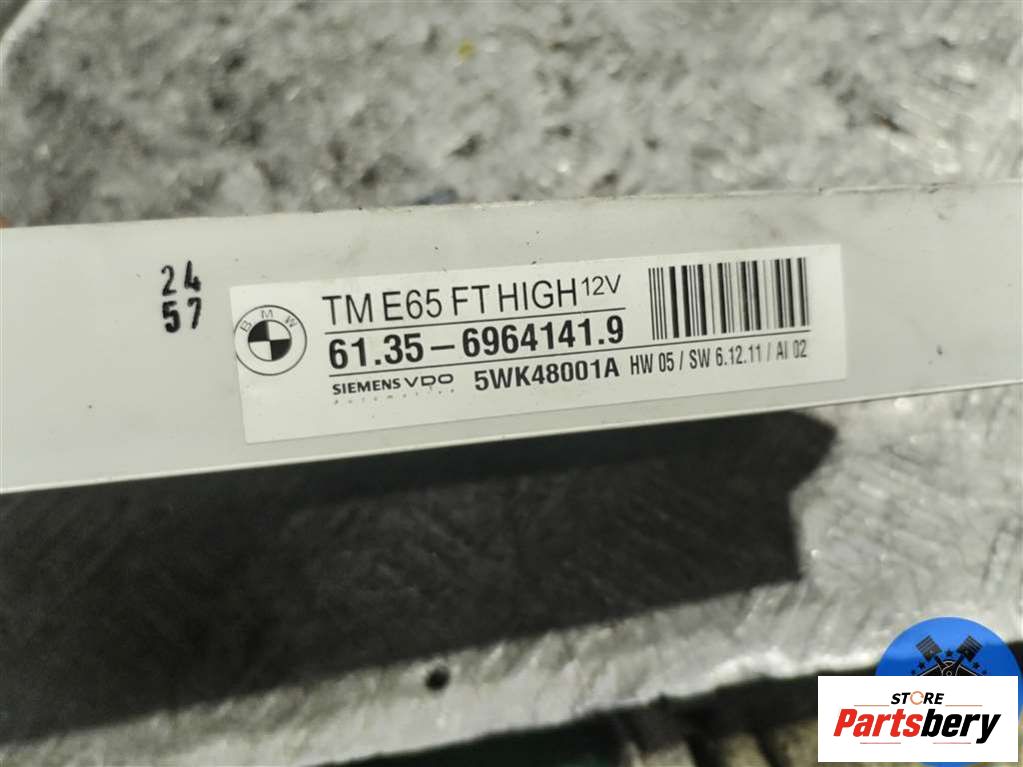 24
57
BMW
TM E65 FT HIGH 12V
61.35-6964141.9
SIEMENS VDO
Automotive
5WK48001A HW 05 / SW 6.12.11 / AI 02
STORE
Partsbery